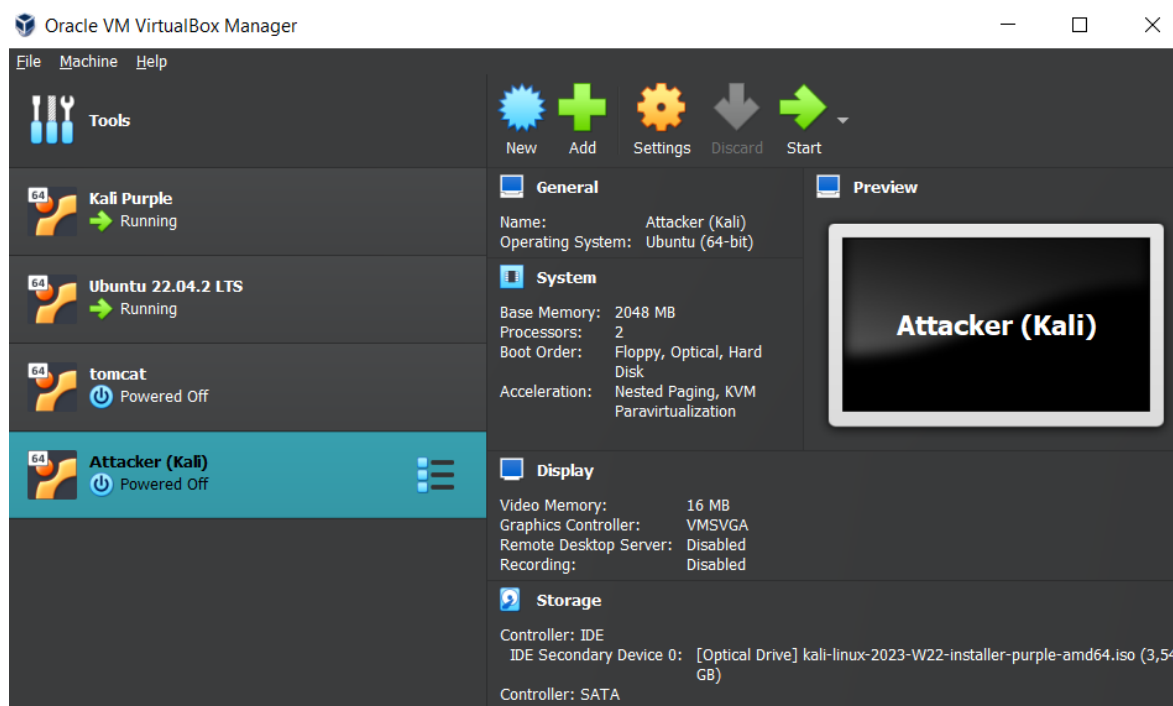 Oracle VM VirtualBox Manager
File Machine Help
Tools
New Add Settings Discard Start
64
Kali Purple
Running
64
Ubuntu 22.04.2 LTS
Running
64
tomcat
Powered Off
64
Attacker (Kali)
Powered Off
General
Name: Attacker (Kali)
Operating System: Ubuntu (64-bit)
System
Base Memory: 2048 MB
Processors: 2
Boot Order: Floppy, Optical, Hard
Disk
Acceleration: Nested Paging, KVM
Paravirtualization
Preview
Attacker (Kali)
Display
Video Memory: 16 MB
Graphics Controller: VMSVGA
Remote Desktop Server: Disabled
Recording: Disabled
Storage
Controller: IDE
IDE Secondary Device 0: [Optical Drive] kali-linux-2023-W22-installer-purple-amd64.iso (3,54
GB)
Controller: SATA